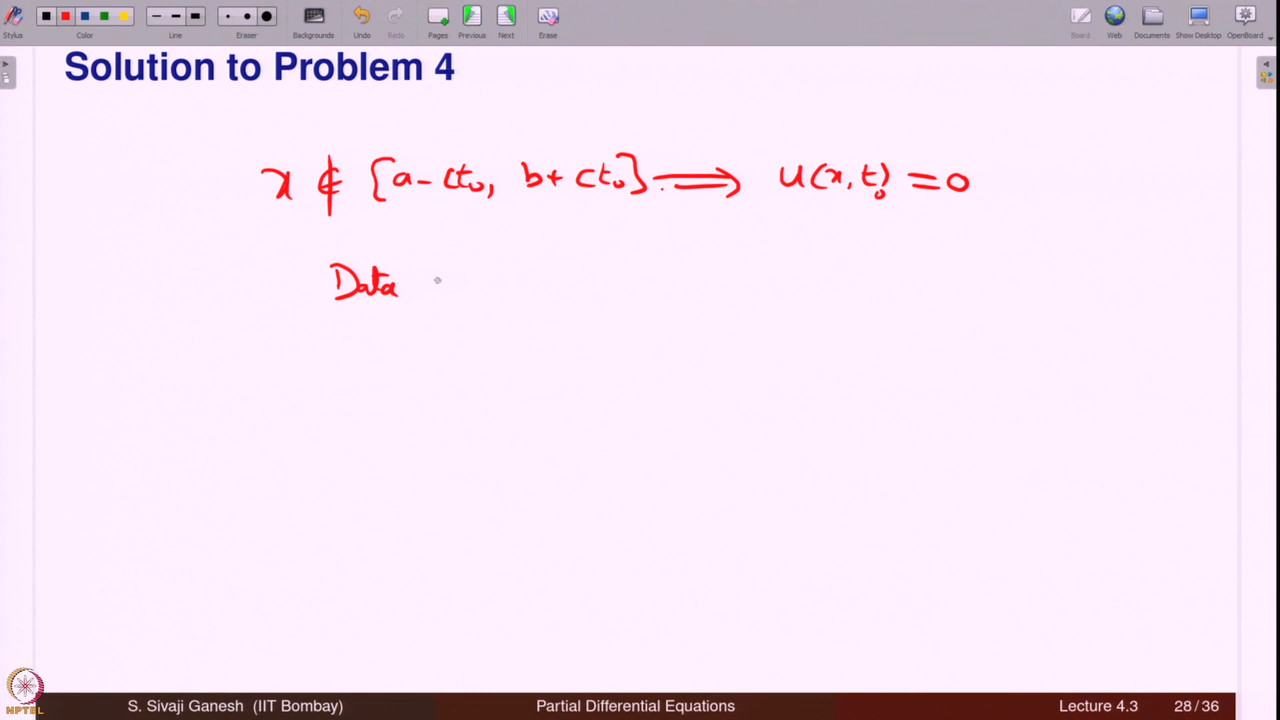 Stylus Color Line Eraser Backgrounds Undo Redo Pages Previous Next Erase Board Web Documents Show Desktop OpenBoard
Solution to Problem 4
x ∉ [a-ct₀, b+ct₀] ⟹ u(x,t₀) = 0
Data
NPTEL
S. Sivaji Ganesh (IIT Bombay) Partial Differential Equations Lecture 4.3 28/36